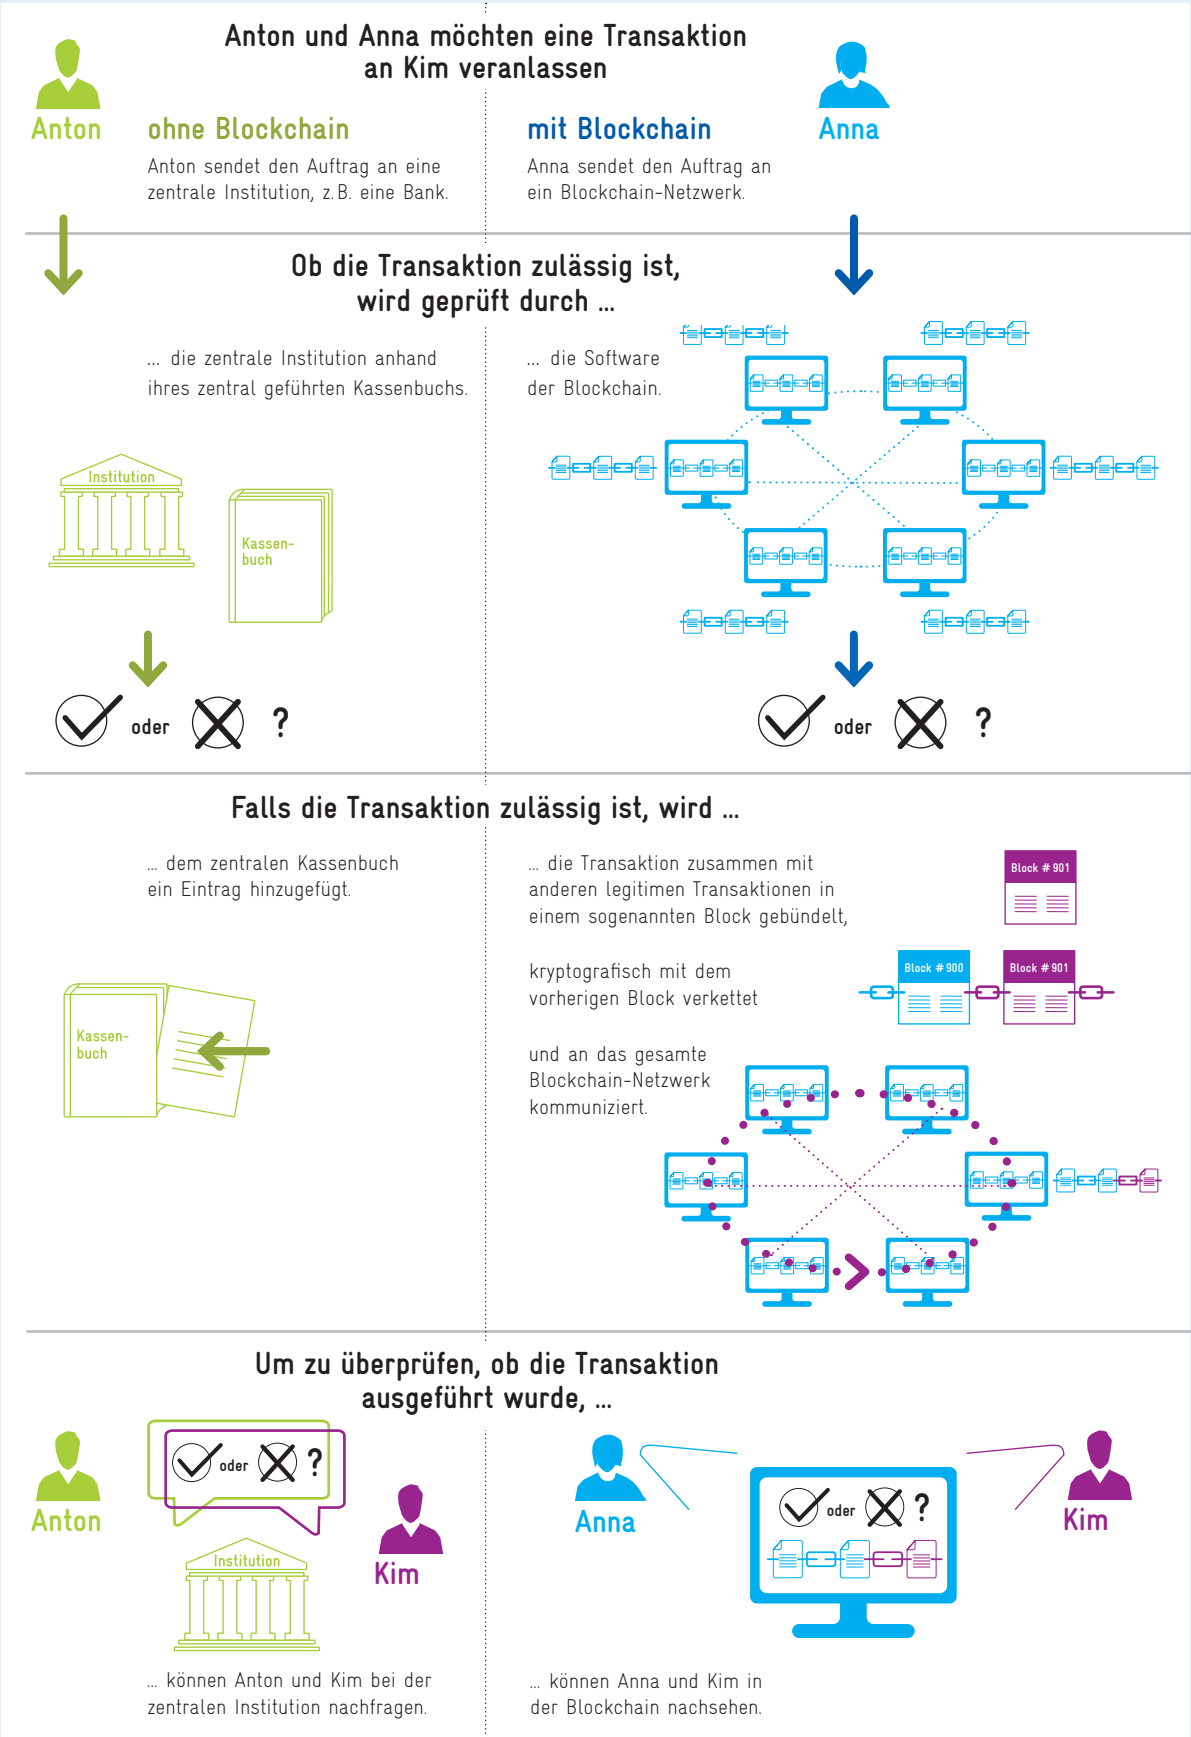 Anton und Anna möchten eine Transaktion
an Kim veranlassen
Anton
ohne Blockchain
Anton sendet den Auftrag an eine
zentrale Institution, z.B. eine Bank.
mit Blockchain
Anna sendet den Auftrag an
ein Blockchain-Netzwerk.
Anna
Ob die Transaktion zulässig ist,
wird geprüft durch ...
... die zentrale Institution anhand
ihres zentral geführten Kassenbuchs.
Institution
Kassen-
buch
oder
?
... die Software
der Blockchain.
oder
?
Falls die Transaktion zulässig ist, wird ...
... dem zentralen Kassenbuch
ein Eintrag hinzugefügt.
Kassen-
buch
... die Transaktion zusammen mit
anderen legitimen Transaktionen in
einem sogenannten Block gebündelt,
Block # 901
kryptografisch mit dem
vorherigen Block verkettet
Block # 900
Block # 901
und an das gesamte
Blockchain-Netzwerk
kommuniziert.
Um zu überprüfen, ob die Transaktion
ausgeführt wurde, ...
oder
?
Anton
Kim
Institution
... können Anton und Kim bei der
zentralen Institution nachfragen.
Anna
oder
?
Kim
... können Anna und Kim in
der Blockchain nachsehen.